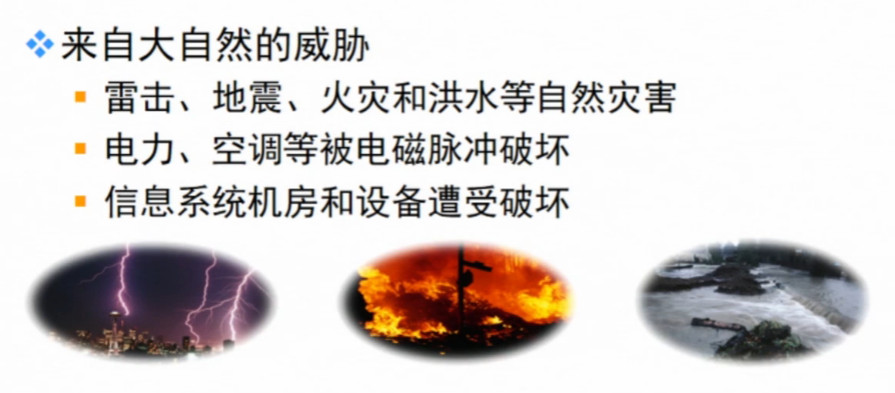 来自大自然的威胁
雷击、地震、火灾和洪水等自然灾害
电力、空调等被电磁脉冲破坏
信息系统机房和设备遭受破坏